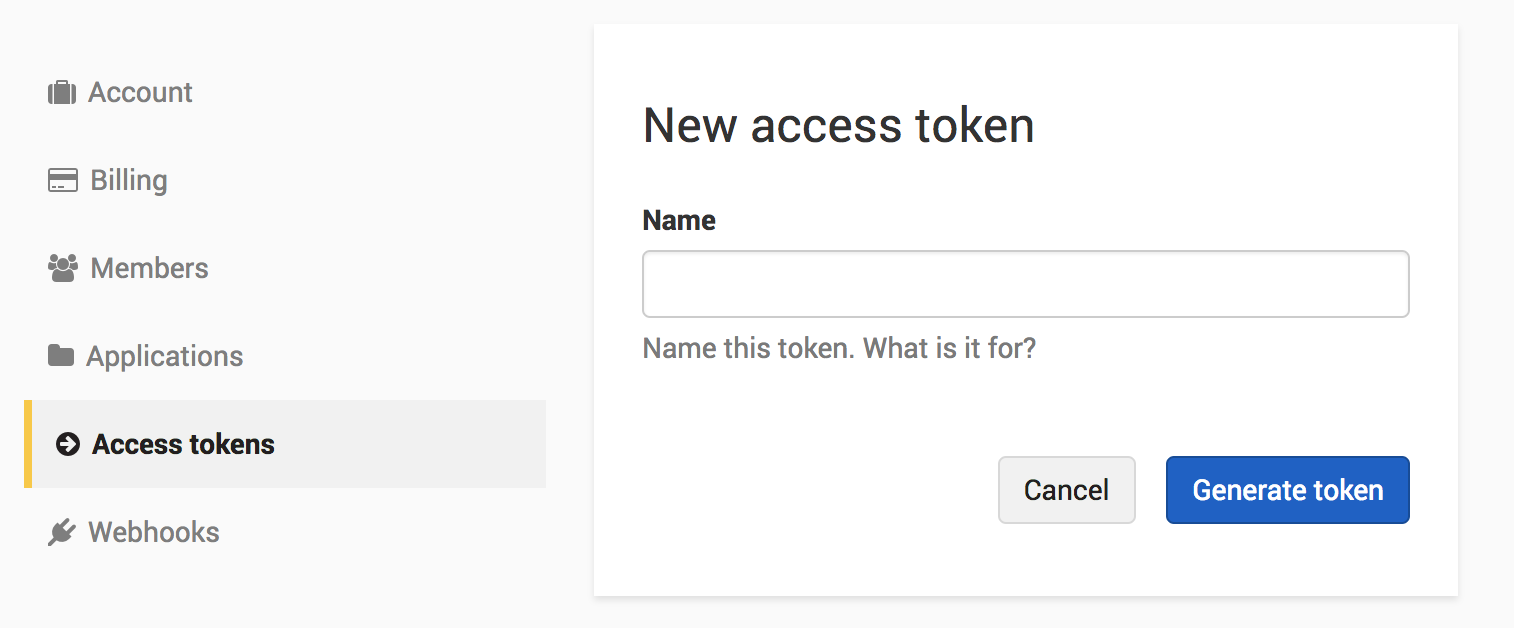 Account
Billing
Members
Applications
Access tokens
Webhooks
New access token
Name
Name this token. What is it for?
Cancel
Generate token